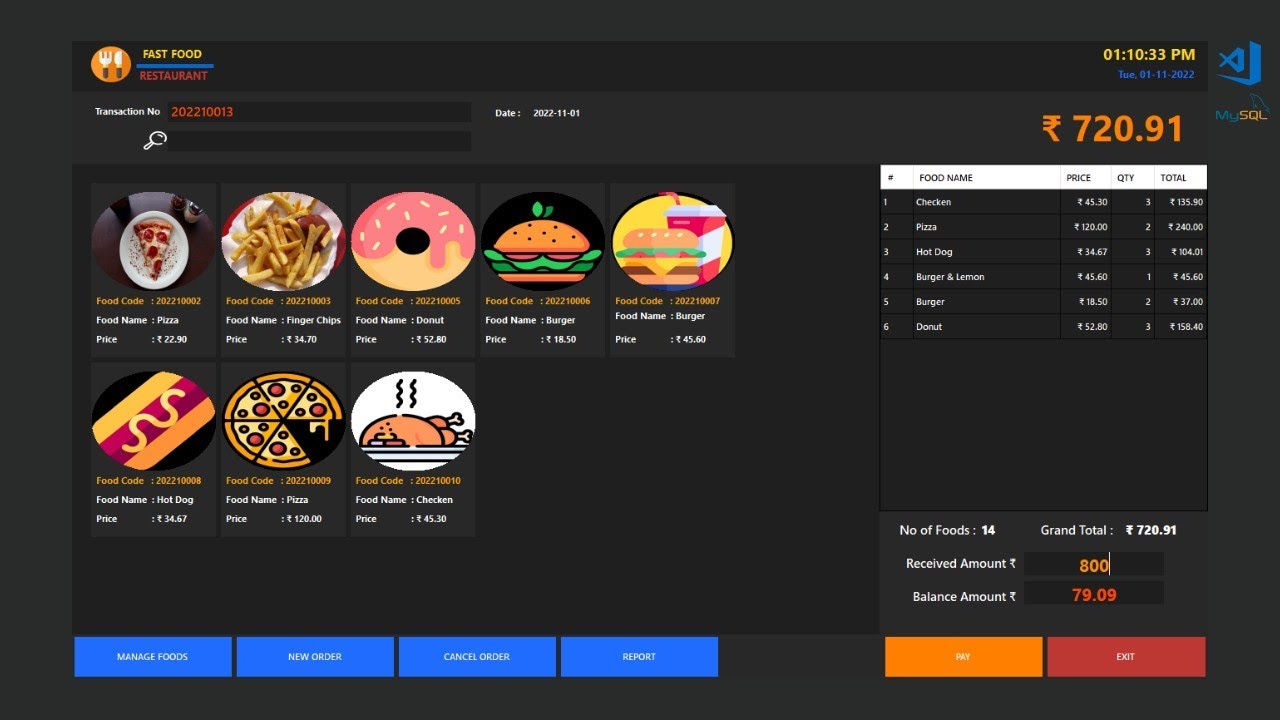 FAST FOOD
RESTAURANT
01:10:33 PM
Tue, 01-11-2022
MySQL
Transaction No 202210013
Date : 2022-11-01
₹ 720.91
Food Code : 202210002
Food Name : Pizza
Price : ₹ 22.90
Food Code : 202210003
Food Name : Finger Chips
Price : ₹ 34.70
Food Code : 202210005
Food Name : Donut
Price : ₹ 52.80
Food Code : 202210006
Food Name : Burger
Price : ₹ 18.50
Food Code : 202210007
Food Name : Burger
Price : ₹ 45.60
Food Code : 202210008
Food Name : Hot Dog
Price : ₹ 34.67
Food Code : 202210009
Food Name : Pizza
Price : ₹ 120.00
Food Code : 202210010
Food Name : Checken
Price : ₹ 45.30
# FOOD NAME PRICE QTY TOTAL
1 Checken ₹ 45.30 3 ₹ 135.90
2 Pizza ₹ 120.00 2 ₹ 240.00
3 Hot Dog ₹ 34.67 3 ₹ 104.01
4 Burger & Lemon ₹ 45.60 1 ₹ 45.60
5 Burger ₹ 18.50 2 ₹ 37.00
6 Donut ₹ 52.80 3 ₹ 158.40
No of Foods : 14 Grand Total : ₹ 720.91
Received Amount ₹ 800
Balance Amount ₹ 79.09
MANAGE FOODS NEW ORDER CANCEL ORDER REPORT PAY EXIT